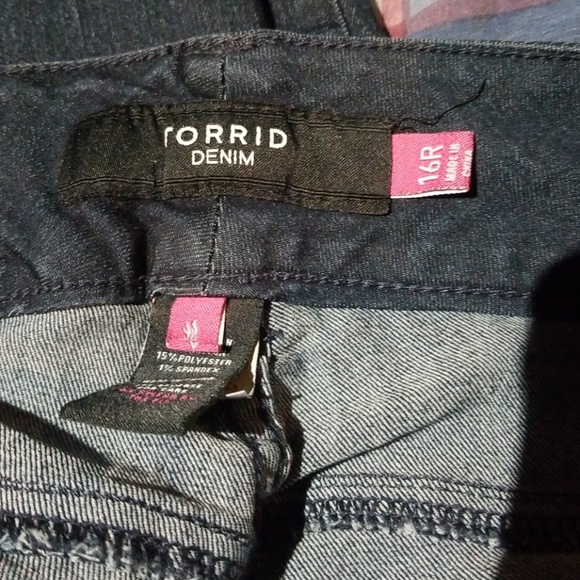 TORRID
DENIM
16R
MADE IN
CHINA
15% POLYESTER
1% SPANDEX